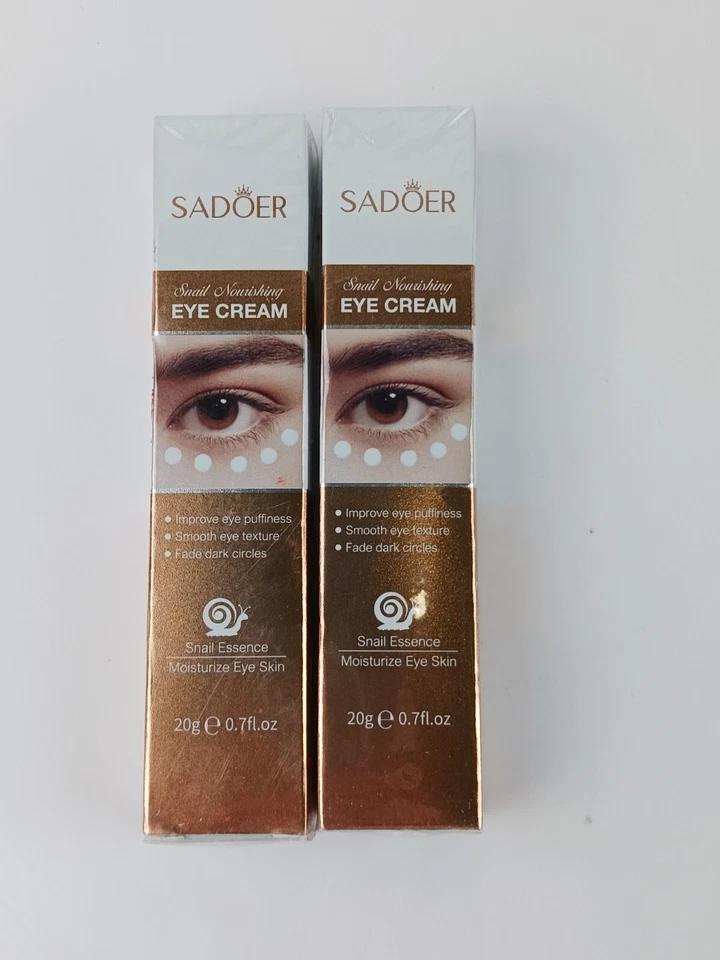 SADOER
Snail Nourishing
EYE CREAM
• Improve eye puffiness
• Smooth eye texture
• Fade dark circles
Snail Essence
Moisturize Eye Skin
20g ℮ 0.7fl.oz
SADOER
Snail Nourishing
EYE CREAM
• Improve eye puffiness
• Smooth eye texture
• Fade dark circles
Snail Essence
Moisturize Eye Skin
20g ℮ 0.7fl.oz